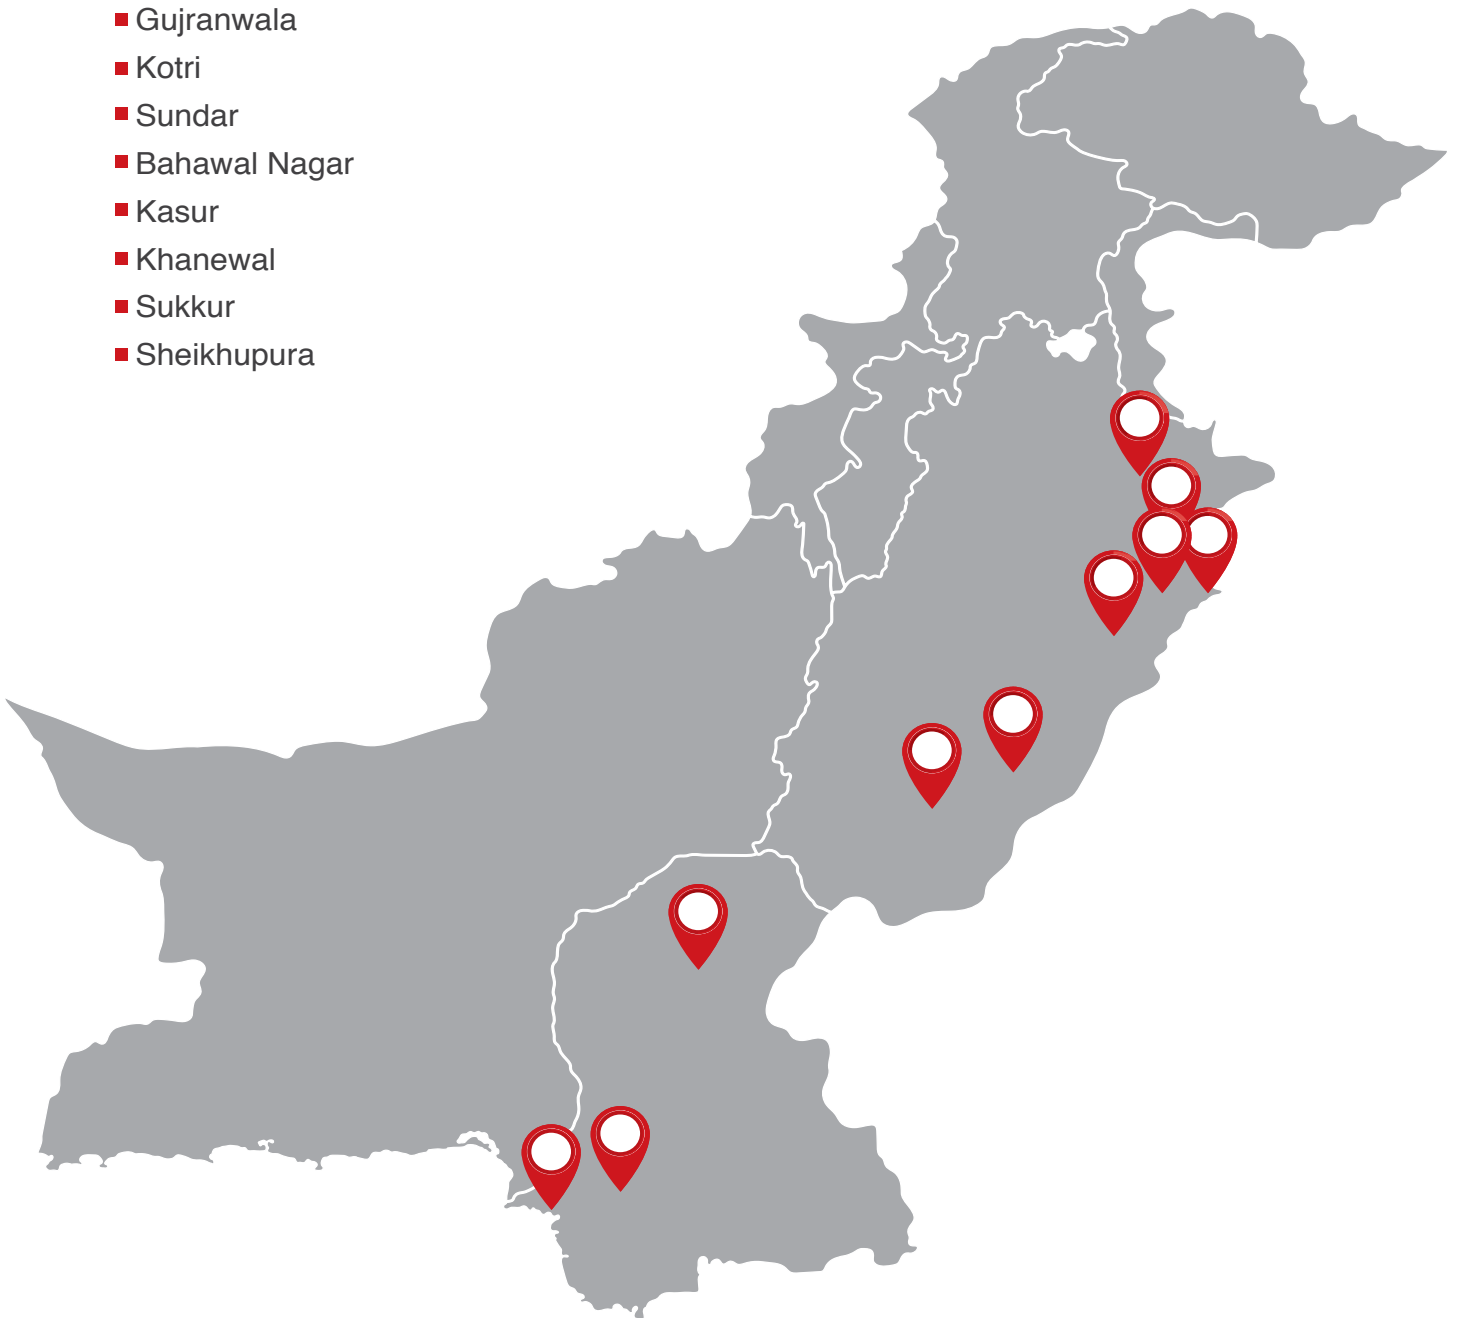 Gujranwala
Kotri
Sundar
Bahawal Nagar
Kasur
Khanewal
Sukkur
Sheikhupura